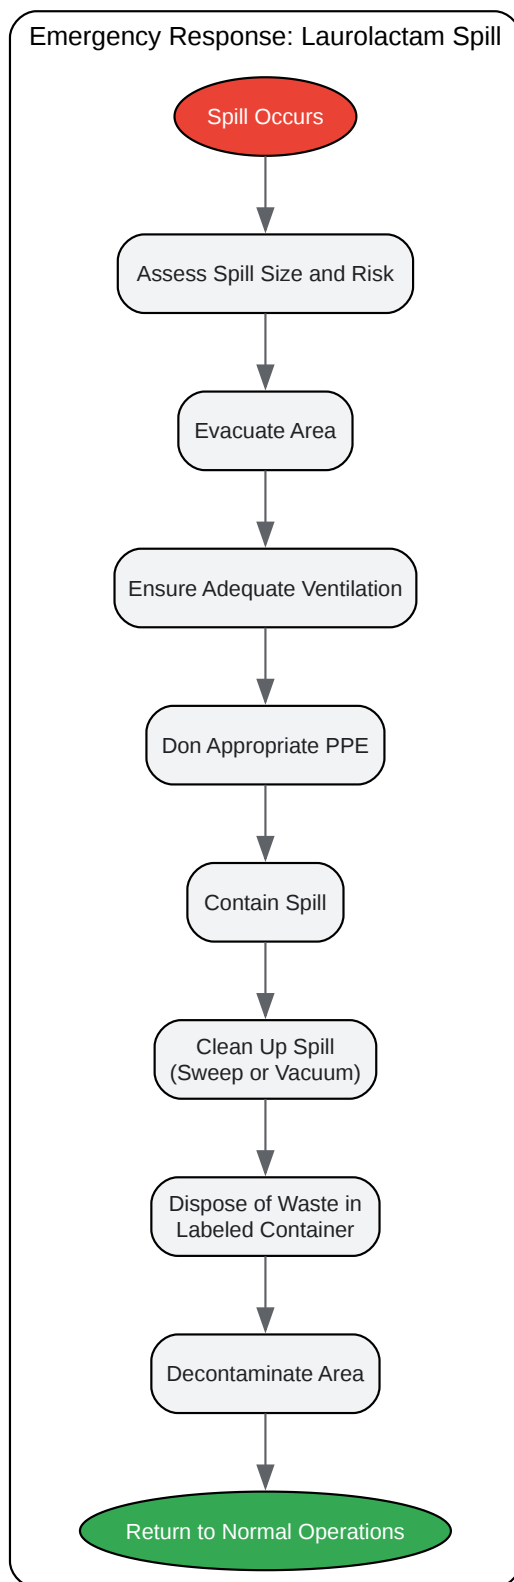 Emergency Response: Laurolactam Spill
Spill Occurs
Assess Spill Size and Risk
Evacuate Area
Ensure Adequate Ventilation
Don Appropriate PPE
Contain Spill
Clean Up Spill
(Sweep or Vacuum)
Dispose of Waste in
Labeled Container
Decontaminate Area
Return to Normal Operations